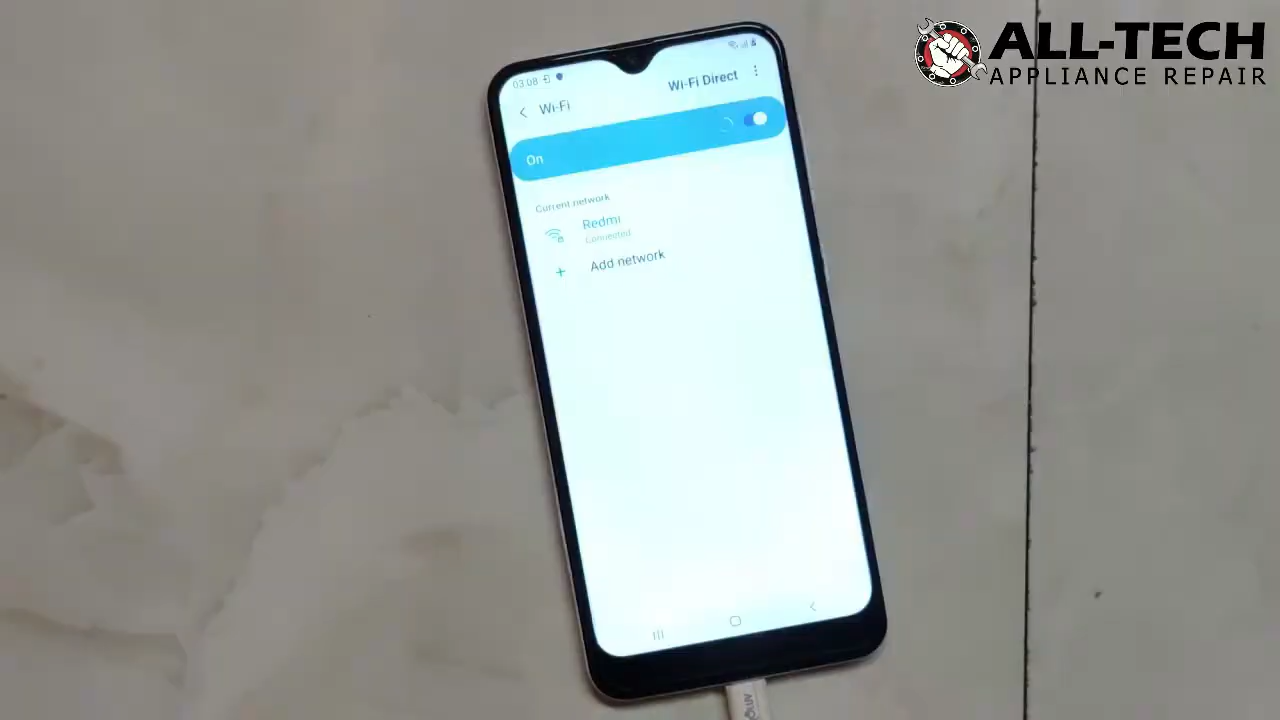 ALL-TECH
APPLIANCE REPAIR
03:08
Wi-Fi
Wi-Fi Direct
On
Current network
Redmi
Connected
+ Add network